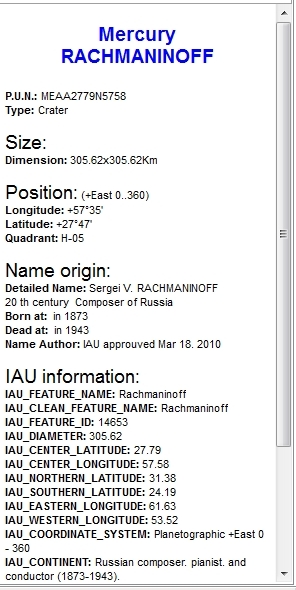 Mercury
RACHMANINOFF
P.U.N.: MEAA2779N5758
Type: Crater
Size:
Dimension: 305.62x305.62Km
Position: (+East 0..360)
Longitude: +57°35'
Latitude: +27°47'
Quadrant: H-05
Name origin:
Detailed Name: Sergei V. RACHMANINOFF
20 th century Composer of Russia
Born at: in 1873
Dead at: in 1943
Name Author: IAU approuved Mar 18. 2010
IAU information:
IAU_FEATURE_NAME: Rachmaninoff
IAU_CLEAN_FEATURE_NAME: Rachmaninoff
IAU_FEATURE_ID: 14653
IAU_DIAMETER: 305.62
IAU_CENTER_LATITUDE: 27.79
IAU_CENTER_LONGITUDE: 57.58
IAU_NORTHERN_LATITUDE: 31.38
IAU_SOUTHERN_LATITUDE: 24.19
IAU_EASTERN_LONGITUDE: 61.63
IAU_WESTERN_LONGITUDE: 53.52
IAU_COORDINATE_SYSTEM: Planetographic +East 0
- 360
IAU_CONTINENT: Russian composer. pianist. and
conductor (1873-1943).